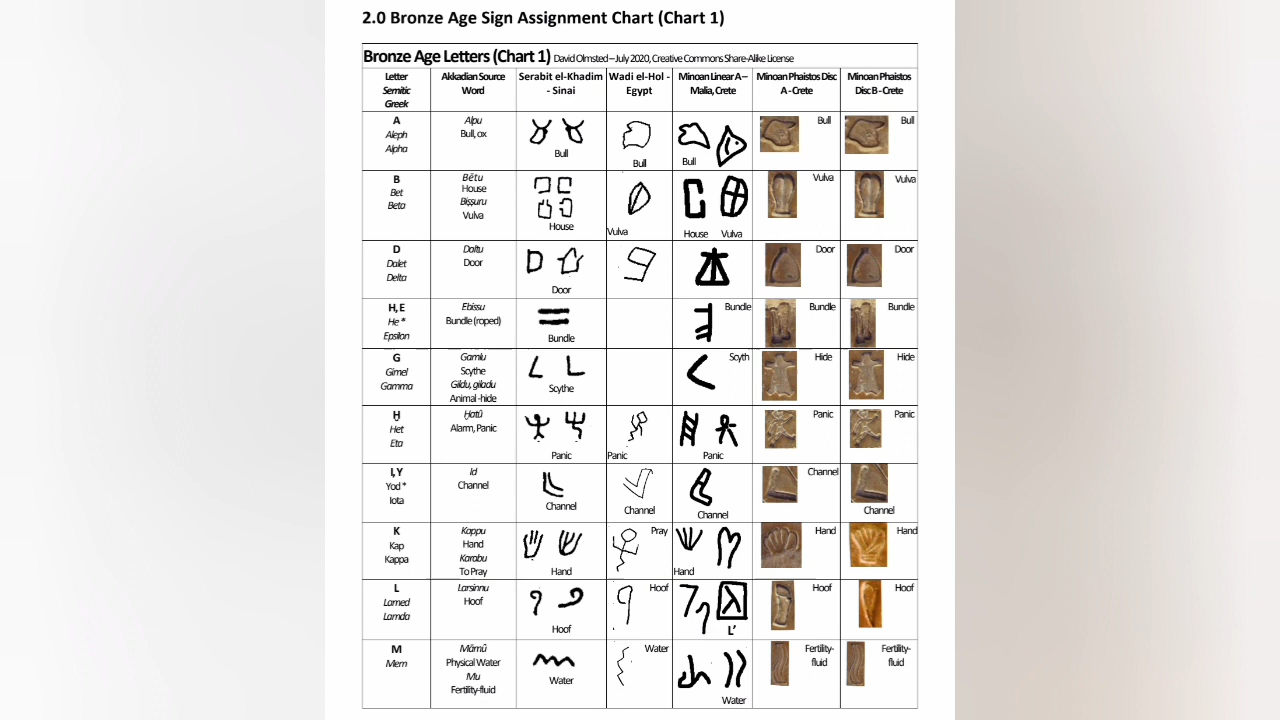 2.0 Bronze Age Sign Assignment Chart (Chart 1)
Bronze Age Letters (Chart 1) David Olmsted – July 2020, Creative Commons Share-Alike License
Letter Semitic Greek | Akkadian Source Word | Serabit el-Khadim - Sinai | Wadi el-Hol - Egypt | Minoan Linear A – Malia, Crete | Minoan Phaistos Disc A - Crete | Minoan Phaistos Disc B - Crete
A Aleph Alpha | Alpu Bull, ox | Bull | Bull | Bull | Bull | Bull
B Bet Beta | Bētu House Biṣṣuru Vulva | House | Vulva | House Vulva | Vulva | Vulva
D Dalet Delta | Daltu Door | Door | Door | Door
H, E He * Epsilon | Ebissu Bundle (roped) | Bundle | Bundle | Bundle | Bundle
G Gimel Gamma | Gamlu Scythe Gildu, giladu Animal -hide | Scythe | Scyth | Hide | Hide
Ḥ Het Eta | Ḫatû Alarm, Panic | Panic | Panic | Panic | Panic | Panic
I, Y Yod * Iota | Id Channel | Channel | Channel | Channel | Channel | Channel
K Kap Kappa | Kappu Hand Karabu To Pray | Hand | Pray | Hand | Hand | Hand
L Lamed Lamda | Larsinnu Hoof | Hoof | Hoof | L' | Hoof | Hoof
M Mem | Māmū Physical Water Mu Fertility-fluid | Water | Water | Water | Fertility-fluid | Fertility-fluid